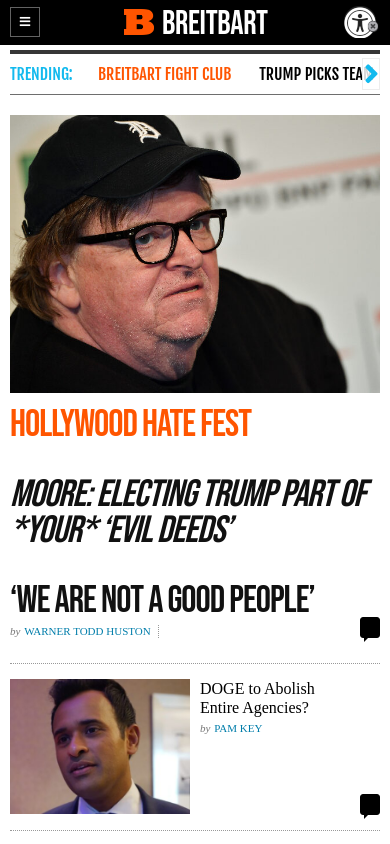 BREITBART
TRENDING: BREITBART FIGHT CLUB TRUMP PICKS TEA
HOLLYWOOD HATE FEST
MOORE: ELECTING TRUMP PART OF
*YOUR* ‘EVIL DEEDS’
‘WE ARE NOT A GOOD PEOPLE’
by WARNER TODD HUSTON
DOGE to Abolish
Entire Agencies?
by PAM KEY